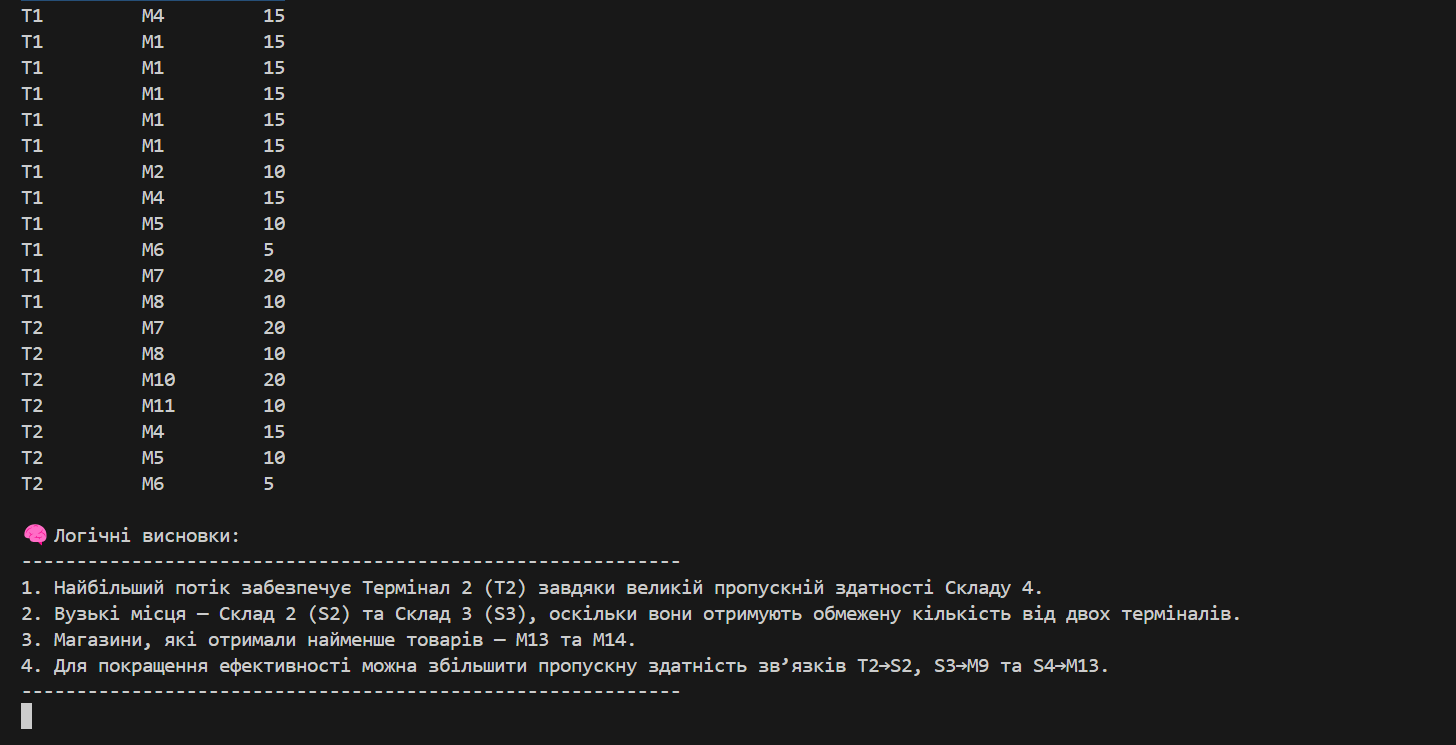 T1 M4 15
T1 M1 15
T1 M1 15
T1 M1 15
T1 M1 15
T1 M1 15
T1 M2 10
T1 M4 15
T1 M5 10
T1 M6 5
T1 M7 20
T1 M8 10
T2 M7 20
T2 M8 10
T2 M10 20
T2 M11 10
T2 M4 15
T2 M5 10
T2 M6 5
🧠 Логічні висновки:
------------------------------------------------------------
1. Найбільший потік забезпечує Термінал 2 (T2) завдяки великій пропускній здатності Складу 4.
2. Вузькі місця — Склад 2 (S2) та Склад 3 (S3), оскільки вони отримують обмежену кількість від двох терміналів.
3. Магазини, які отримали найменше товарів — M13 та M14.
4. Для покращення ефективності можна збільшити пропускну здатність зв’язків T2→S2, S3→M9 та S4→M13.
------------------------------------------------------------